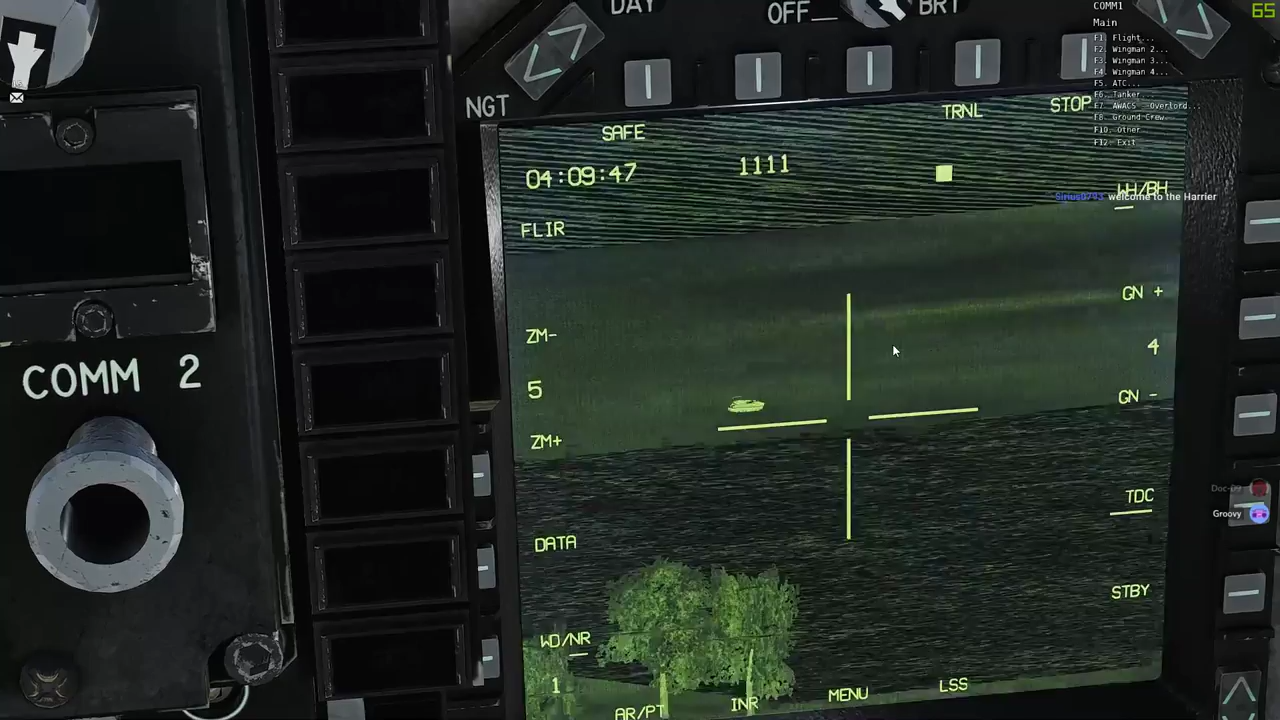 DAY
OFF
BRT
65
COMM1
Main
F1. Flight...
F2. Wingman 2...
F3. Wingman 3...
F4. Wingman 4...
F5. ATC...
F6. Tanker...
F7. AWACS - Overlord...
F8. Ground Crew...
F10. Other
F12. Exit
NGT
SAFE
TRNL
STOP
04:09:47
1111
WH/BH
welcome to the Harrier
FLIR
GN +
ZM-
4
5
GN -
ZM+
COMM 2
TDC
Groovy
DATA
STBY
WD/NR
1
AR/PT
INR
MENU
LSS